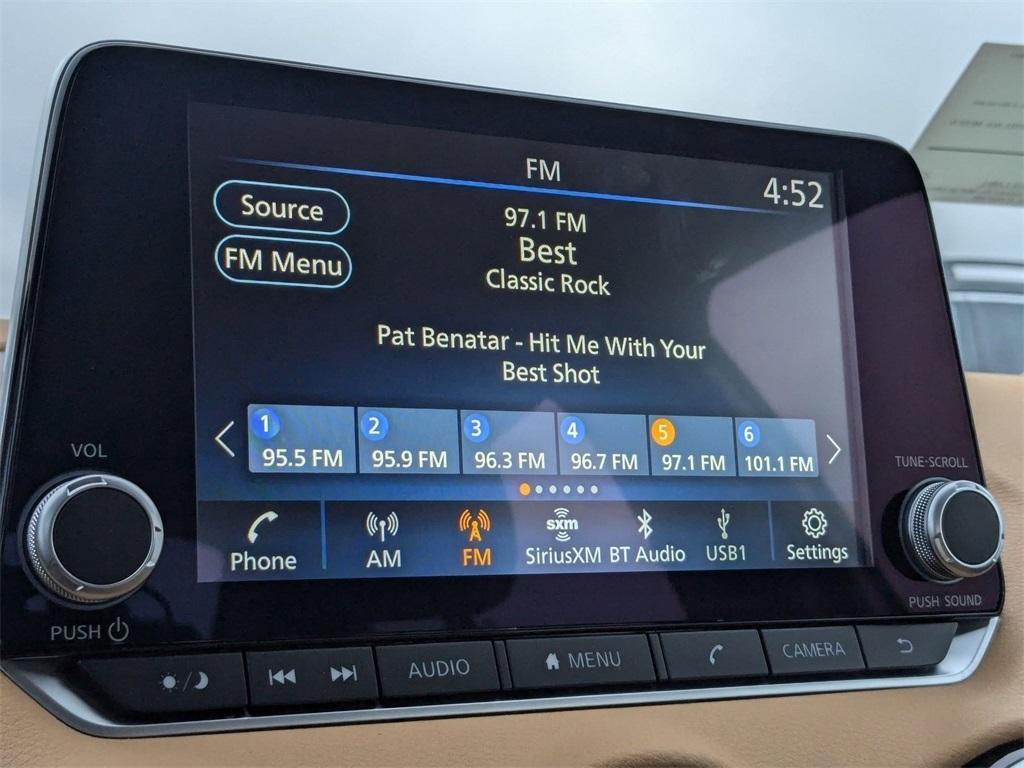 FM
4:52
Source
97.1 FM
Best
FM Menu
Classic Rock
Pat Benatar - Hit Me With Your
Best Shot
1 2 3 4 5 6
95.5 FM 95.9 FM 96.3 FM 96.7 FM 97.1 FM 101.1 FM
VOL
TUNE·SCROLL
Phone AM FM sxm SiriusXM BT Audio USB1 Settings
PUSH
PUSH SOUND
AUDIO MENU CAMERA